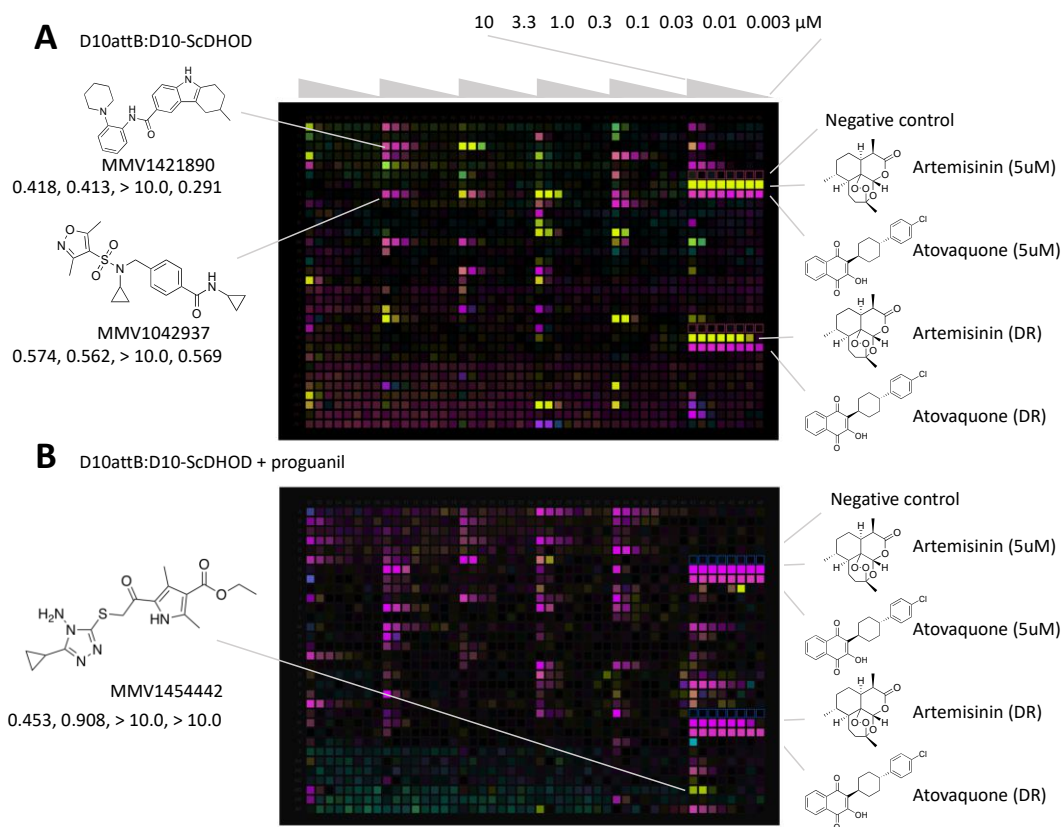 10 3.3 1.0 0.3 0.1 0.03 0.01 0.003 µM
A D10attB:D10-ScDHOD
MMV1421890
0.418, 0.413, > 10.0, 0.291
MMV1042937
0.574, 0.562, > 10.0, 0.569
Negative control
Artemisinin (5uM)
Atovaquone (5uM)
Artemisinin (DR)
Atovaquone (DR)
B D10attB:D10-ScDHOD + proguanil
MMV1454442
0.453, 0.908, > 10.0, > 10.0
Negative control
Artemisinin (5uM)
Atovaquone (5uM)
Artemisinin (DR)
Atovaquone (DR)